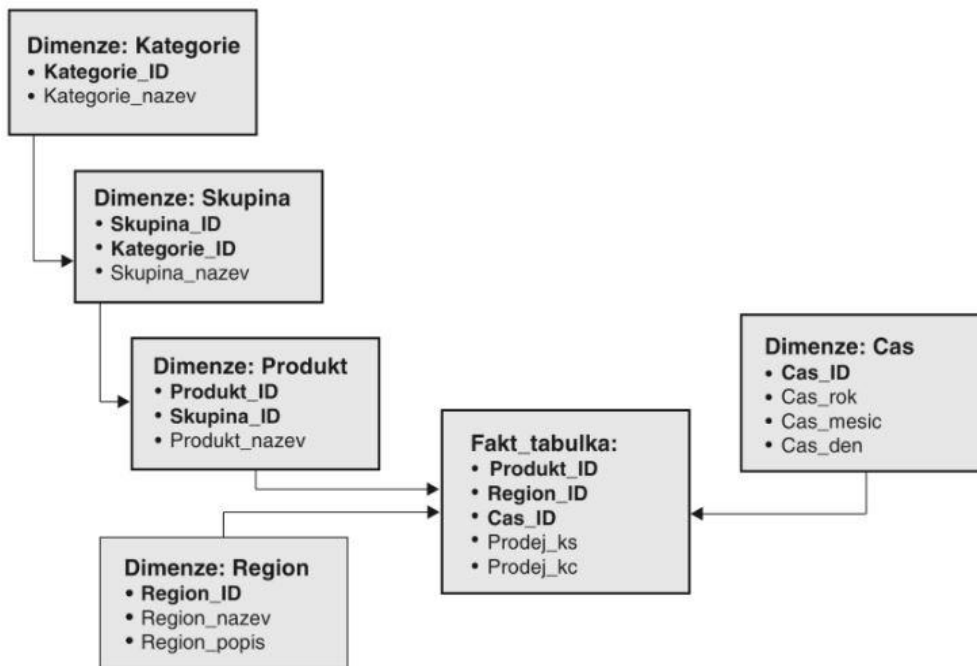 Dimenze: Kategorie
• Kategorie_ID
• Kategorie_nazev
Dimenze: Skupina
• Skupina_ID
• Kategorie_ID
• Skupina_nazev
Dimenze: Produkt
• Produkt_ID
• Skupina_ID
• Produkt_nazev
Dimenze: Region
• Region_ID
• Region_nazev
• Region_popis
Fakt_tabulka:
• Produkt_ID
• Region_ID
• Cas_ID
• Prodej_ks
• Prodej_kc
Dimenze: Cas
• Cas_ID
• Cas_rok
• Cas_mesic
• Cas_den